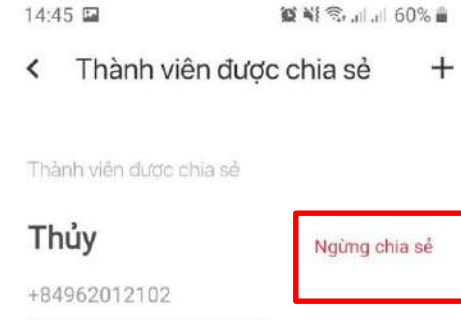 14:45 60%
Thành viên được chia sẻ +
Thành viên được chia sẻ
Thủy
Ngừng chia sẻ
+84962012102